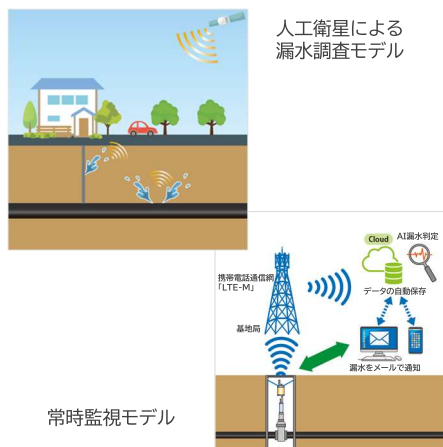 人工衛星による
漏水調査モデル
Cloud
AI漏水判定
携帯電話通信網
「LTE-M」
データの自動保存
基地局
漏水をメールで通知
常時監視モデル